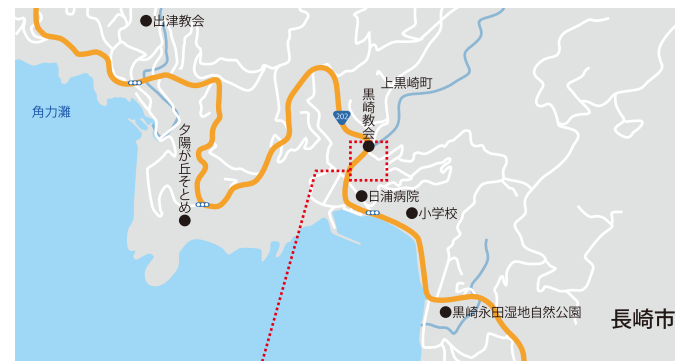 出津教会
角力灘
上黒崎町
黒崎教会
202
夕陽が丘そとめ
日浦病院
小学校
黒崎永田湿地自然公園
長崎市